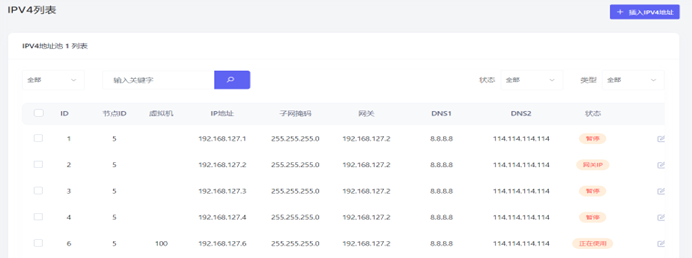 IPV4列表
+ 插入IPV4地址
IPV4地址池 1 列表
全部 输入关键字 状态 全部 类型 全部
ID 节点ID 虚拟机 IP地址 子网掩码 网关 DNS1 DNS2 状态
1 5 192.168.127.1 255.255.255.0 192.168.127.2 8.8.8.8 114.114.114.114 暂停
2 5 192.168.127.2 255.255.255.0 192.168.127.2 8.8.8.8 114.114.114.114 网关IP
3 5 192.168.127.3 255.255.255.0 192.168.127.2 8.8.8.8 114.114.114.114 暂停
4 5 192.168.127.4 255.255.255.0 192.168.127.2 8.8.8.8 114.114.114.114 暂停
6 5 100 192.168.127.6 255.255.255.0 192.168.127.2 8.8.8.8 114.114.114.114 正在使用